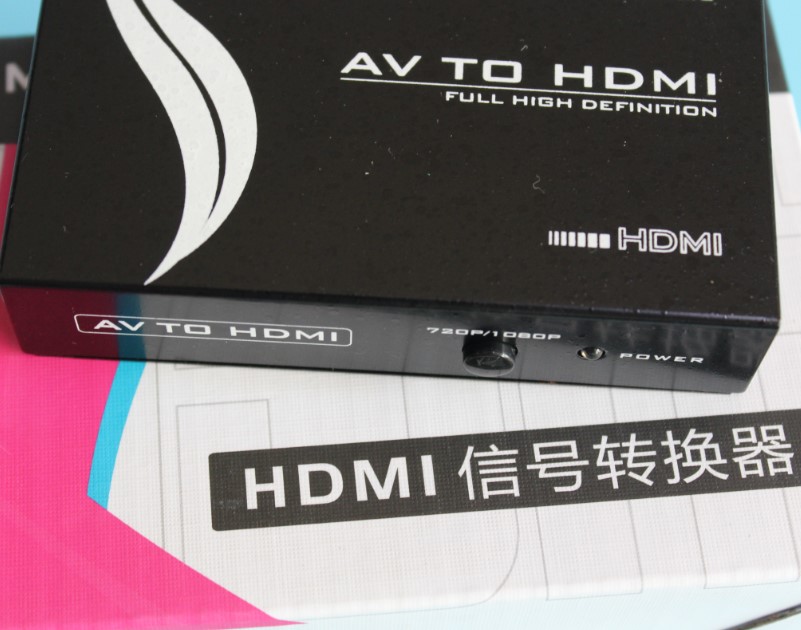 AV TO HDMI
FULL HIGH DEFINITION
HDMI
AV TO HDMI
720P/1080P
POWER
HDMI 信号转换器